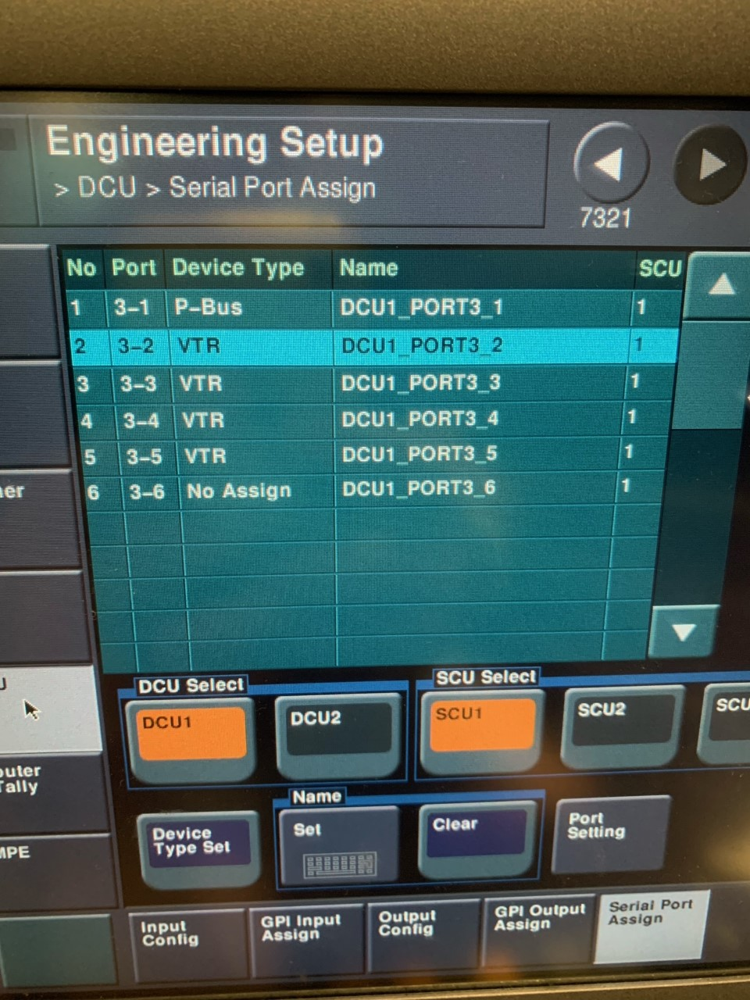 Engineering Setup
> DCU > Serial Port Assign
7321
No Port Device Type Name SCU
1 3-1 P-Bus DCU1_PORT3_1 1
2 3-2 VTR DCU1_PORT3_2 1
3 3-3 VTR DCU1_PORT3_3 1
4 3-4 VTR DCU1_PORT3_4 1
5 3-5 VTR DCU1_PORT3_5 1
6 3-6 No Assign DCU1_PORT3_6 1
DCU Select
SCU Select
DCU1
DCU2
SCU1
SCU2
SCU
Name
Device
Type Set
Set
Clear
Port
Setting
Input
Config
GPI Input
Assign
Output
Config
GPI Output
Assign
Serial Port
Assign